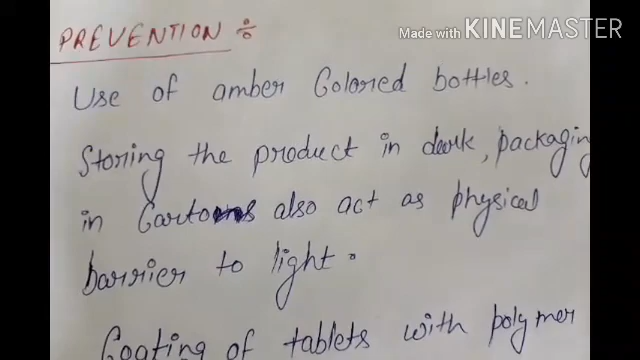 Made with KINEMASTER
PREVENTION ÷
Use of amber Colored bottles.
Storing the product in dark, packaging
in Cartons also act as physical
barrier to light.
Coating of tablets with polymer